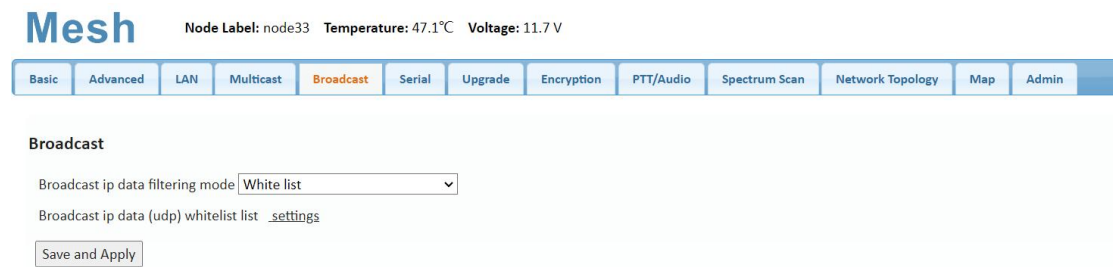 Mesh Node Label: node33 Temperature: 47.1℃ Voltage: 11.7 V
Basic Advanced LAN Multicast Broadcast Serial Upgrade Encryption PTT/Audio Spectrum Scan Network Topology Map Admin
Broadcast
Broadcast ip data filtering mode White list
Broadcast ip data (udp) whitelist list settings
Save and Apply